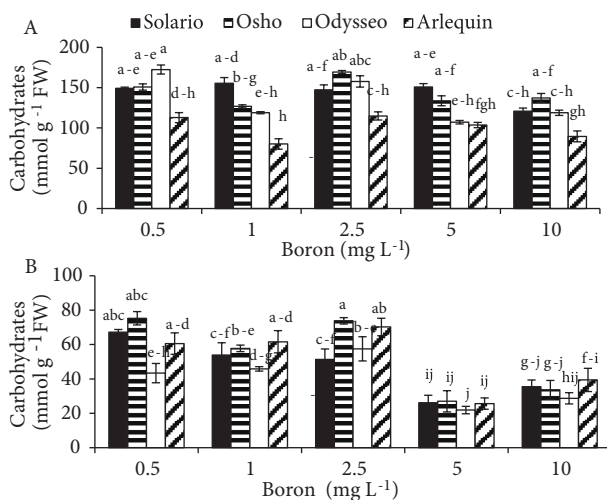 Solario Osho Odysseo Arlequin
A
Carbohydrates
(mmol g -1 FW)
200
150
100
50
0
a-e a-e a d-h
a-d b-g e-h h
a-f ab abc c-h
a-e a-f e-h fgh
c-h a-f c-h gh
0.5 1 2.5 5 10
Boron (mg L-1)
B
Carbohydrates
(mmol g -1 FW)
100
80
60
40
20
0
abc abc e-h a-d
c-f b-e d-g a-d
c-f a ab
ij ij j ij
g-j g-j hij f-i
0.5 1 2.5 5 10
Boron (mg L-1)